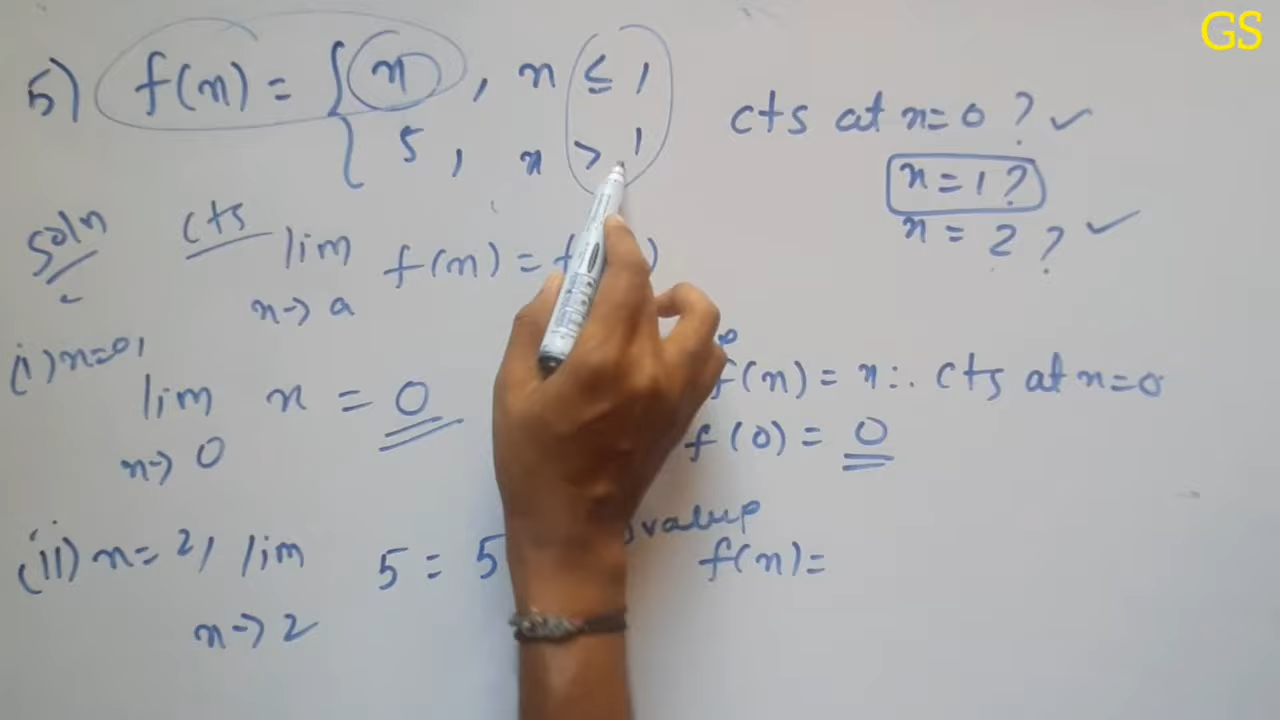 GS
5) f(x) = { x , x ≤ 1
5 , x > 1
cts at x=0 ? ✓
x = 1 ?
x = 2 ? ✓
Soln
cts lim f(x) = f( )
x→a
(i) x=0,
lim x = 0
x→0
f(x) = x ∴ cts at x=0
f(0) = 0
(ii) x = 2, lim 5 = 5
x→2
value
f(x) =